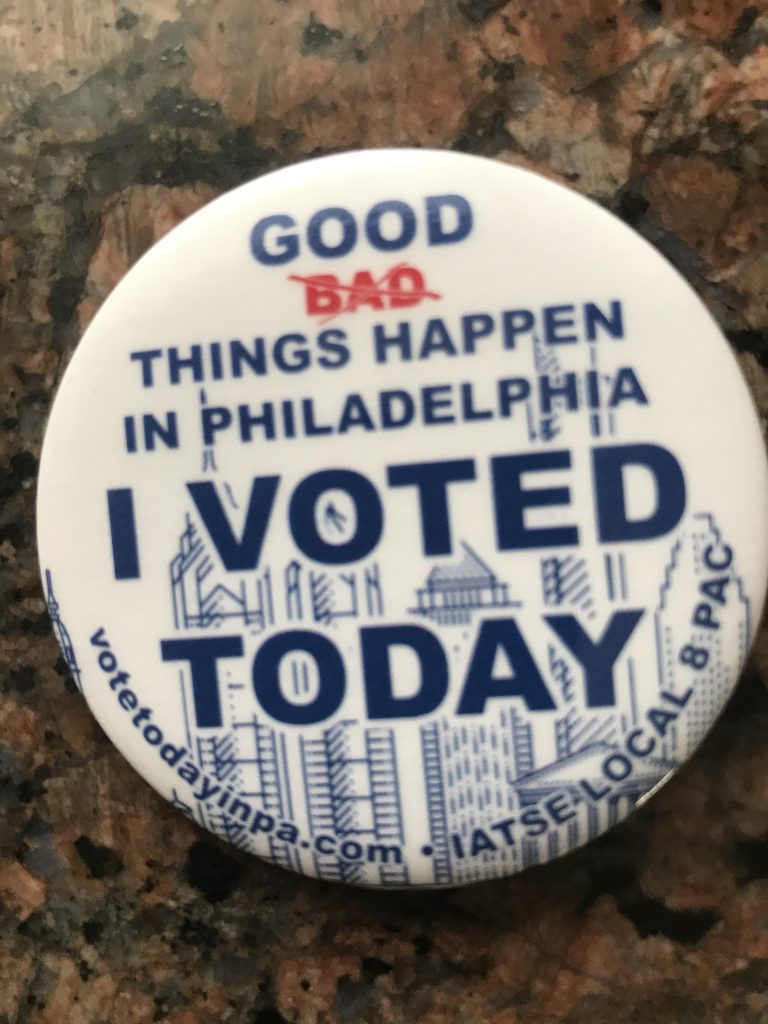 GOOD
BAD
THINGS HAPPEN
IN PHILADELPHIA
I VOTED
TODAY
votetodayinpa.com • IATSE-LOCAL 8 PAC